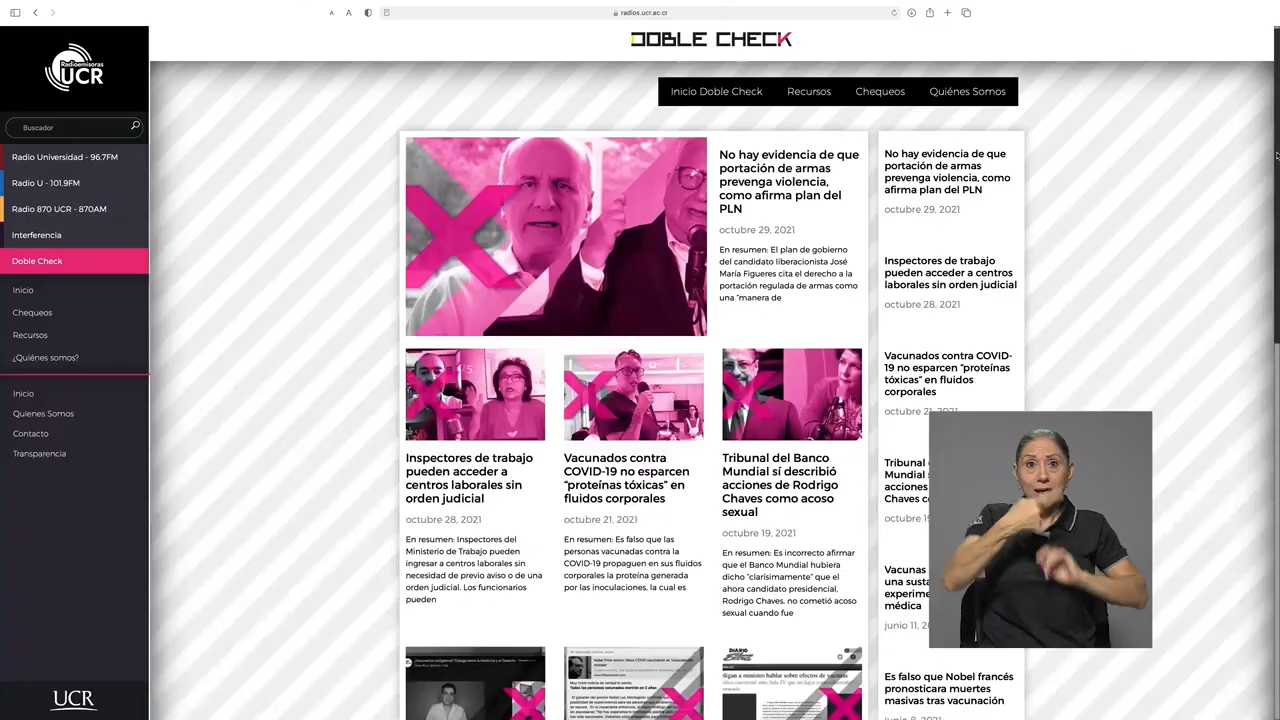 A A radios.ucr.ac.cr
DOBLE CHECK
Radioemisoras
UCR
Buscador
Radio Universidad - 96.7FM
Radio U - 101.9FM
Radio 870 UCR - 870AM
Interferencia
Doble Check
Inicio
Chequeos
Recursos
¿Quiénes somos?
Inicio
Quienes Somos
Contacto
Transparencia
UCR
Inicio Doble Check Recursos Chequeos Quiénes Somos
No hay evidencia de que
portación de armas
prevenga violencia,
como afirma plan del
PLN
octubre 29, 2021
En resumen: El plan de gobierno
del candidato liberacionista José
María Figueres cita el derecho a la
portación regulada de armas como
una "manera de
Inspectores de trabajo
pueden acceder a
centros laborales sin
orden judicial
octubre 28, 2021
En resumen: Inspectores del
Ministerio de Trabajo pueden
ingresar a centros laborales sin
necesidad de previo aviso o de una
orden judicial. Los funcionarios
pueden
Vacunados contra
COVID-19 no esparcen
"proteínas tóxicas" en
fluidos corporales
octubre 21, 2021
En resumen: Es falso que las
personas vacunadas contra la
COVID-19 propaguen en sus fluidos
corporales la proteína generada
por las inoculaciones, la cual es
Tribunal del Banco
Mundial sí describió
acciones de Rodrigo
Chaves como acoso
sexual
octubre 19, 2021
En resumen: Es incorrecto afirmar
que el Banco Mundial hubiera
dicho "clarísimamente" que el
ahora candidato presidencial,
Rodrigo Chaves, no cometió acoso
sexual cuando fue
DIARIO
No hay evidencia de que
portación de armas
prevenga violencia, como
afirma plan del PLN
octubre 29, 2021
Inspectores de trabajo
pueden acceder a centros
laborales sin orden judicial
octubre 28, 2021
Vacunados contra COVID-
19 no esparcen "proteínas
tóxicas" en fluidos
corporales
octubre 21, 2021
Tribunal
Mundial s
acciones
Chaves c
octubre 19
Vacunas
una susta
experime
médica
junio 11, 20
Es falso que Nobel francés
pronosticara muertes
masivas tras vacunación